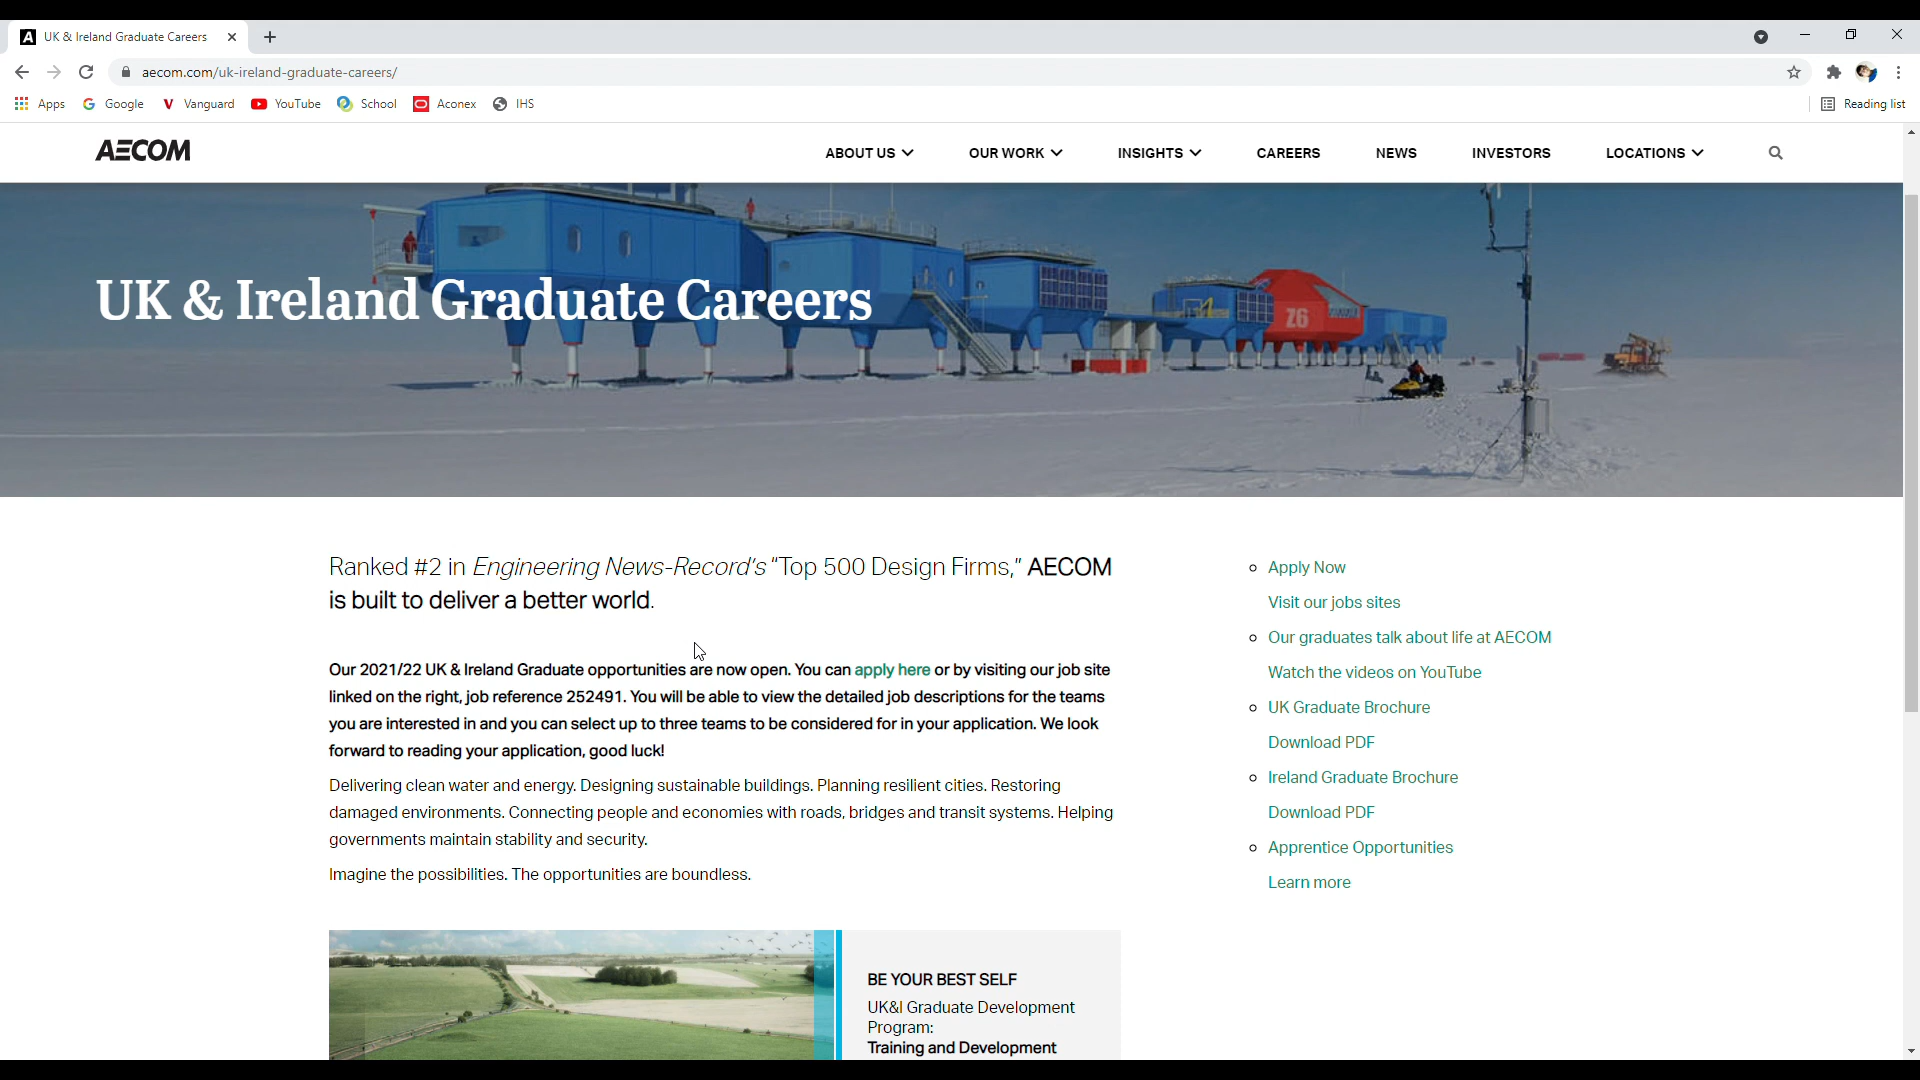 UK & Ireland Graduate Careers
aecom.com/uk-ireland-graduate-careers/
Apps Google Vanguard YouTube School Aconex IHS Reading list
AECOM ABOUT US OUR WORK INSIGHTS CAREERS NEWS INVESTORS LOCATIONS
Z6
UK & Ireland Graduate Careers
Ranked #2 in Engineering News-Record's "Top 500 Design Firms," AECOM
is built to deliver a better world.
Our 2021/22 UK & Ireland Graduate opportunities are now open. You can apply here or by visiting our job site
linked on the right, job reference 252491. You will be able to view the detailed job descriptions for the teams
you are interested in and you can select up to three teams to be considered for in your application. We look
forward to reading your application, good luck!
Delivering clean water and energy. Designing sustainable buildings. Planning resilient cities. Restoring
damaged environments. Connecting people and economies with roads, bridges and transit systems. Helping
governments maintain stability and security.
Imagine the possibilities. The opportunities are boundless.
Apply Now
Visit our jobs sites
Our graduates talk about life at AECOM
Watch the videos on YouTube
UK Graduate Brochure
Download PDF
Ireland Graduate Brochure
Download PDF
Apprentice Opportunities
Learn more
BE YOUR BEST SELF
UK&I Graduate Development
Program:
Training and Development